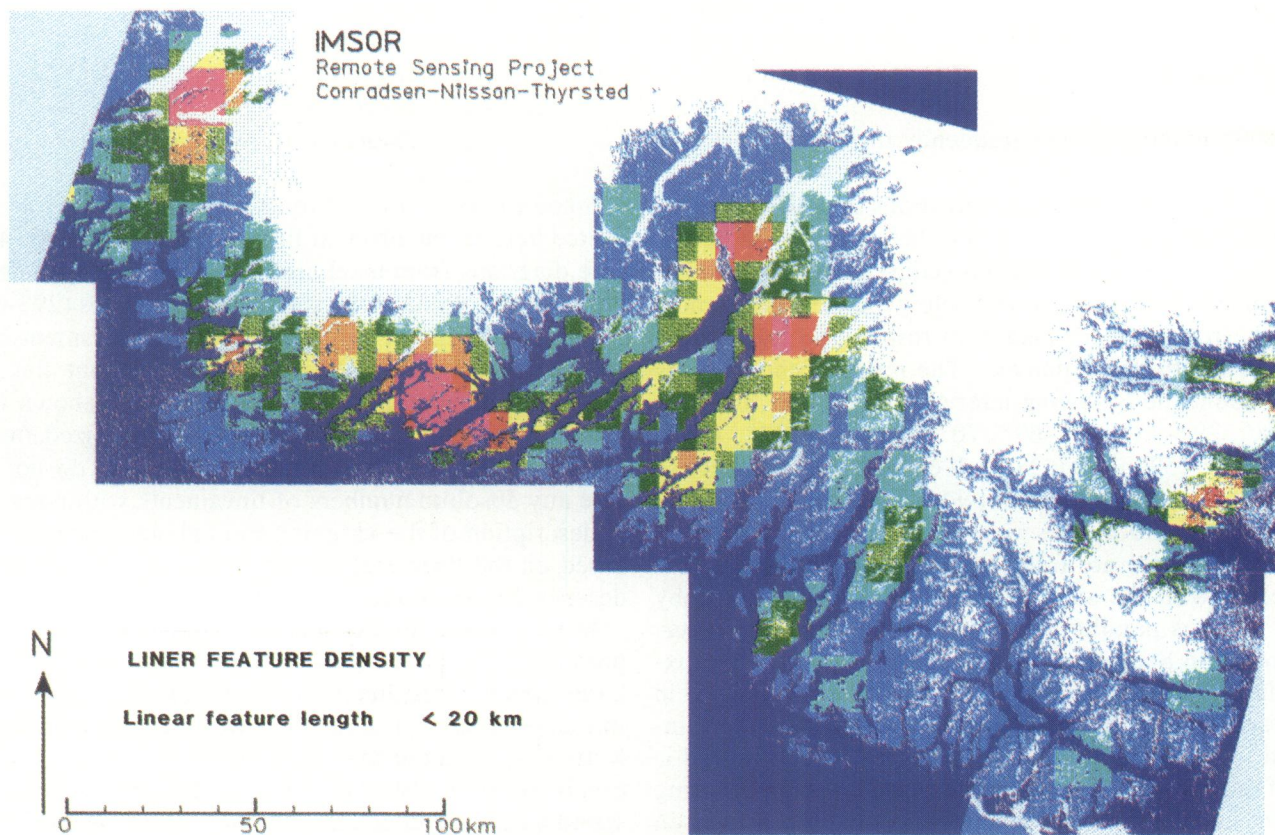 IMSOR
Remote Sensing Project
Conradsen-Nilsson-Thyrsted
N
LINER FEATURE DENSITY
Linear feature length < 20 km
0 50 100km